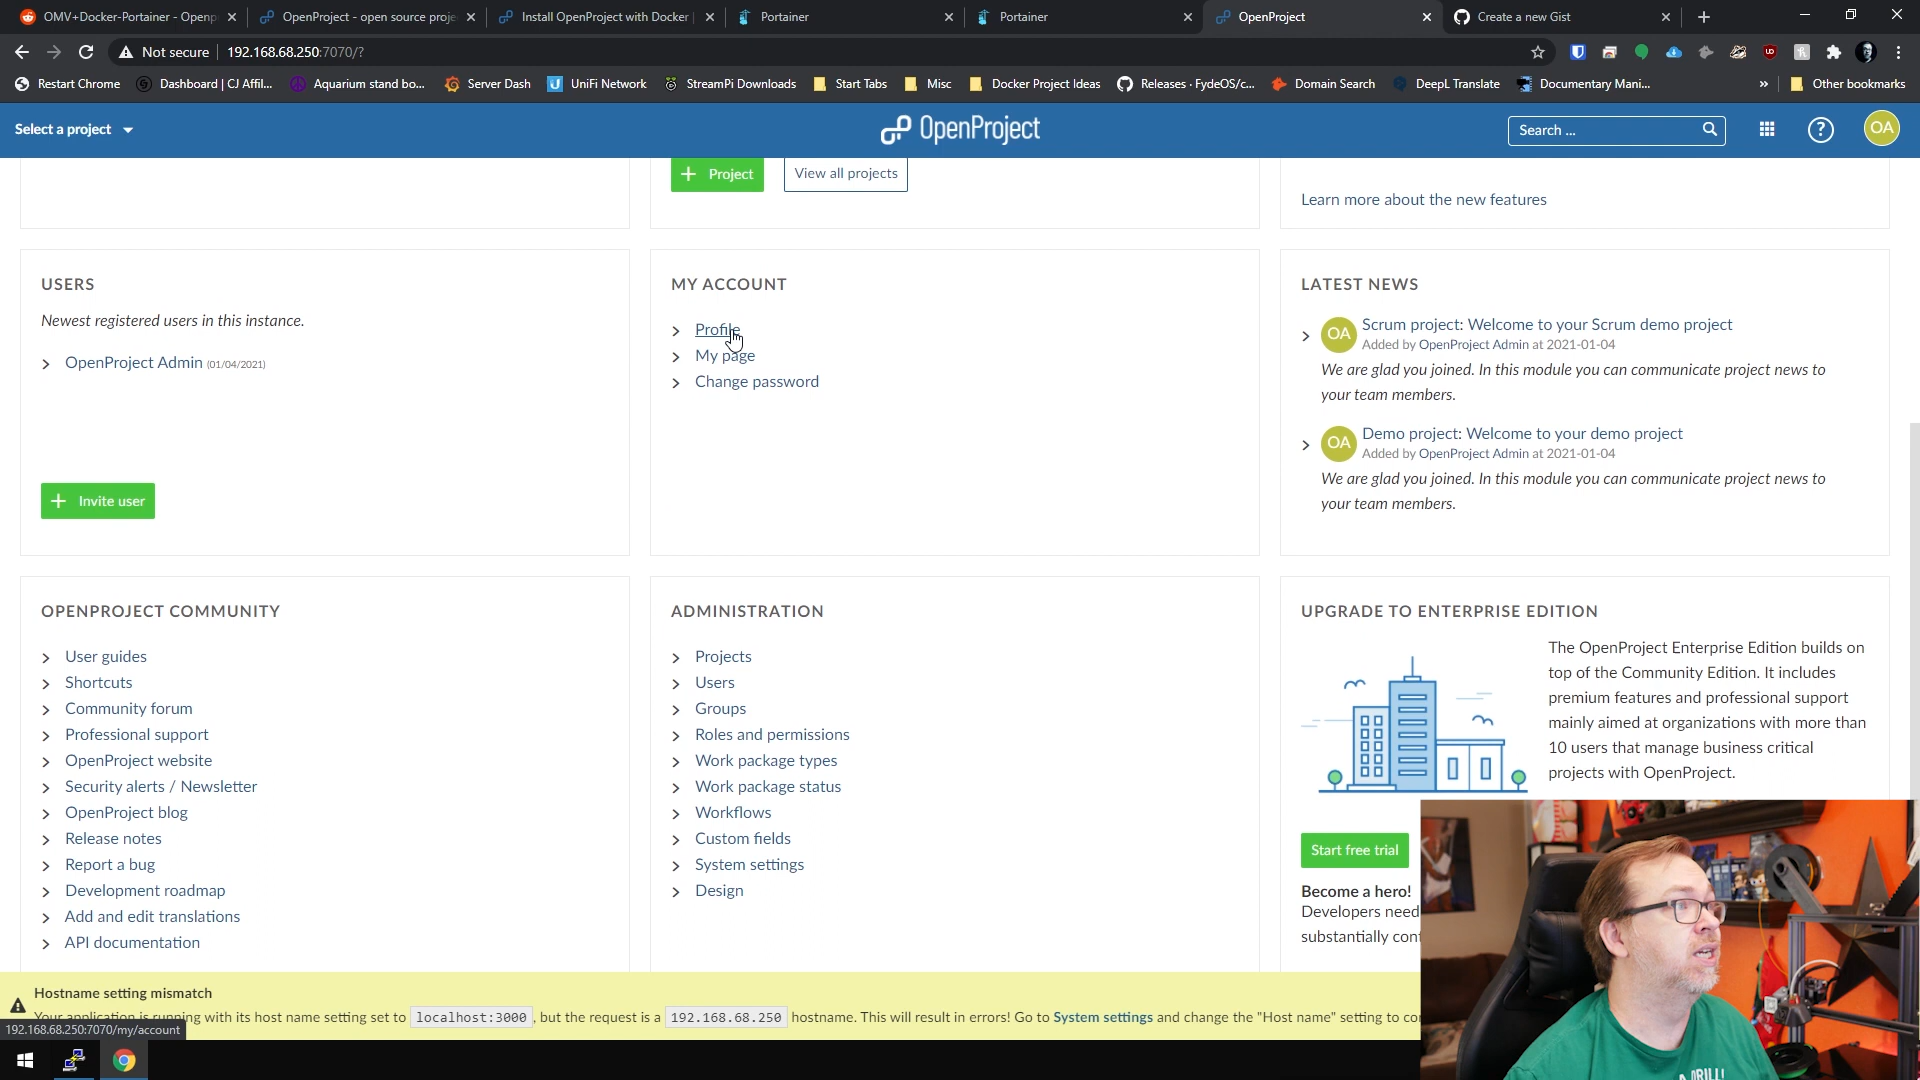 OMV+Docker-Portainer - Openp
OpenProject - open source proje
Install OpenProject with Docker
Portainer
Portainer
OpenProject
Create a new Gist
Not secure
192.168.68.250:7070/?
Restart Chrome
Dashboard | CJ Affil...
Aquarium stand bo...
Server Dash
UniFi Network
StreamPi Downloads
Start Tabs
Misc
Docker Project Ideas
Releases · FydeOS/c...
Domain Search
DeepL Translate
Documentary Mani...
»
Other bookmarks
Select a project
OpenProject
Search ...
OA
+ Project
View all projects
Learn more about the new features
USERS
Newest registered users in this instance.
OpenProject Admin (01/04/2021)
+ Invite user
MY ACCOUNT
Profile
My page
Change password
LATEST NEWS
OA
Scrum project: Welcome to your Scrum demo project
Added by OpenProject Admin at 2021-01-04
We are glad you joined. In this module you can communicate project news to
your team members.
OA
Demo project: Welcome to your demo project
Added by OpenProject Admin at 2021-01-04
We are glad you joined. In this module you can communicate project news to
your team members.
OPENPROJECT COMMUNITY
User guides
Shortcuts
Community forum
Professional support
OpenProject website
Security alerts / Newsletter
OpenProject blog
Release notes
Report a bug
Development roadmap
Add and edit translations
API documentation
ADMINISTRATION
Projects
Users
Groups
Roles and permissions
Work package types
Work package status
Workflows
Custom fields
System settings
Design
UPGRADE TO ENTERPRISE EDITION
The OpenProject Enterprise Edition builds on
top of the Community Edition. It includes
premium features and professional support
mainly aimed at organizations with more than
10 users that manage business critical
projects with OpenProject.
Start free trial
Become a hero!
Developers need
substantially con
Hostname setting mismatch
Your application is running with its host name setting set to localhost:3000, but the request is a 192.168.68.250 hostname. This will result in errors! Go to System settings and change the "Host name" setting to co
192.168.68.250:7070/my/account